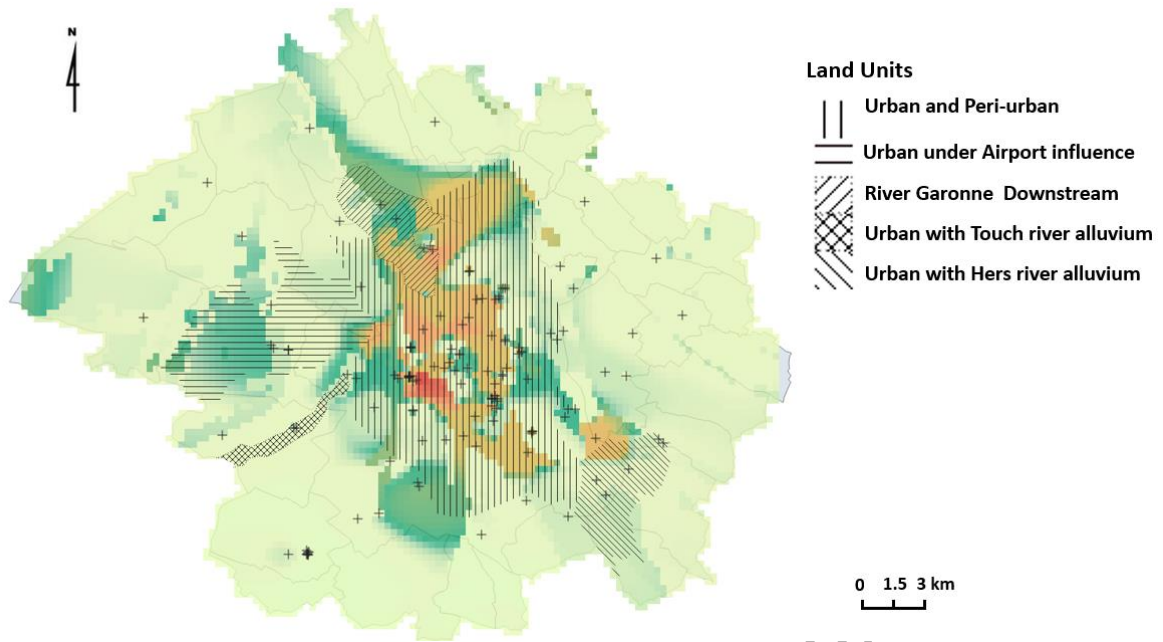 N
Land Units
Urban and Peri-urban
Urban under Airport influence
River Garonne Downstream
Urban with Touch river alluvium
Urban with Hers river alluvium
0 1.5 3 km